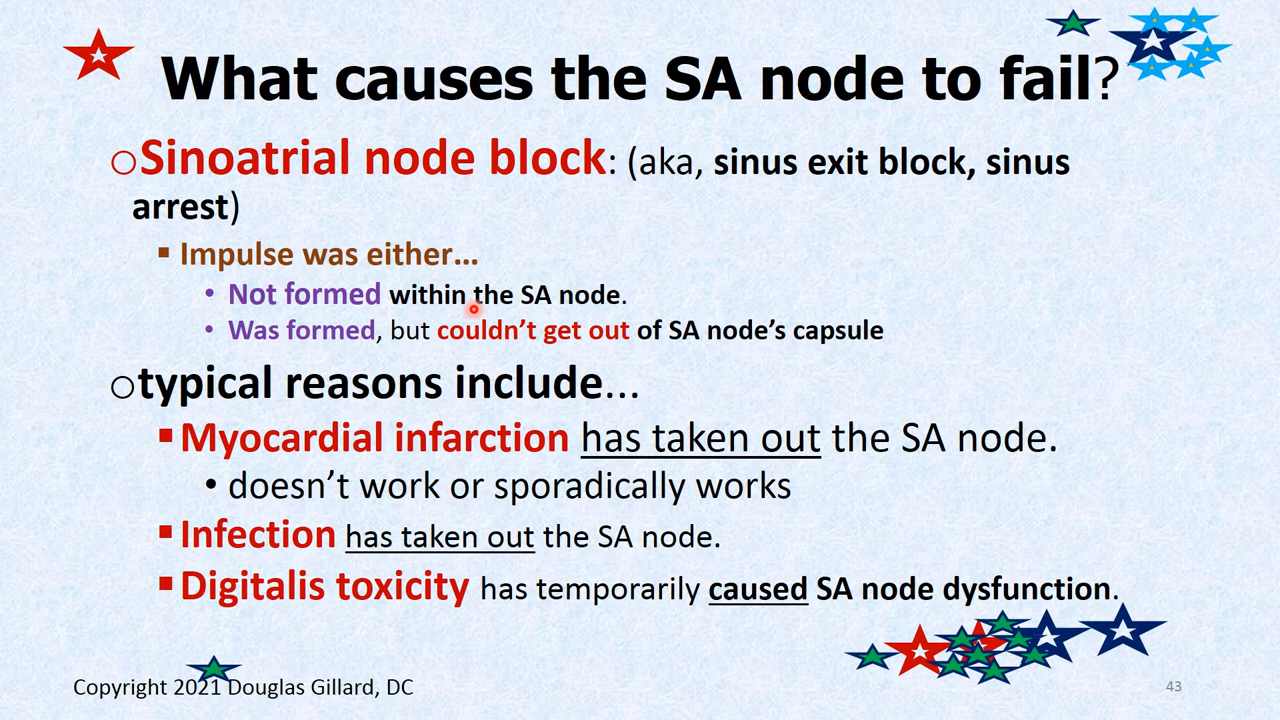 What causes the SA node to fail?
○Sinoatrial node block: (aka, sinus exit block, sinus
arrest)
▪ Impulse was either…
• Not formed within the SA node.
• Was formed, but couldn’t get out of SA node’s capsule
○typical reasons include…
▪Myocardial infarction has taken out the SA node.
• doesn’t work or sporadically works
▪Infection has taken out the SA node.
▪Digitalis toxicity has temporarily caused SA node dysfunction.
Copyright 2021 Douglas Gillard, DC
43